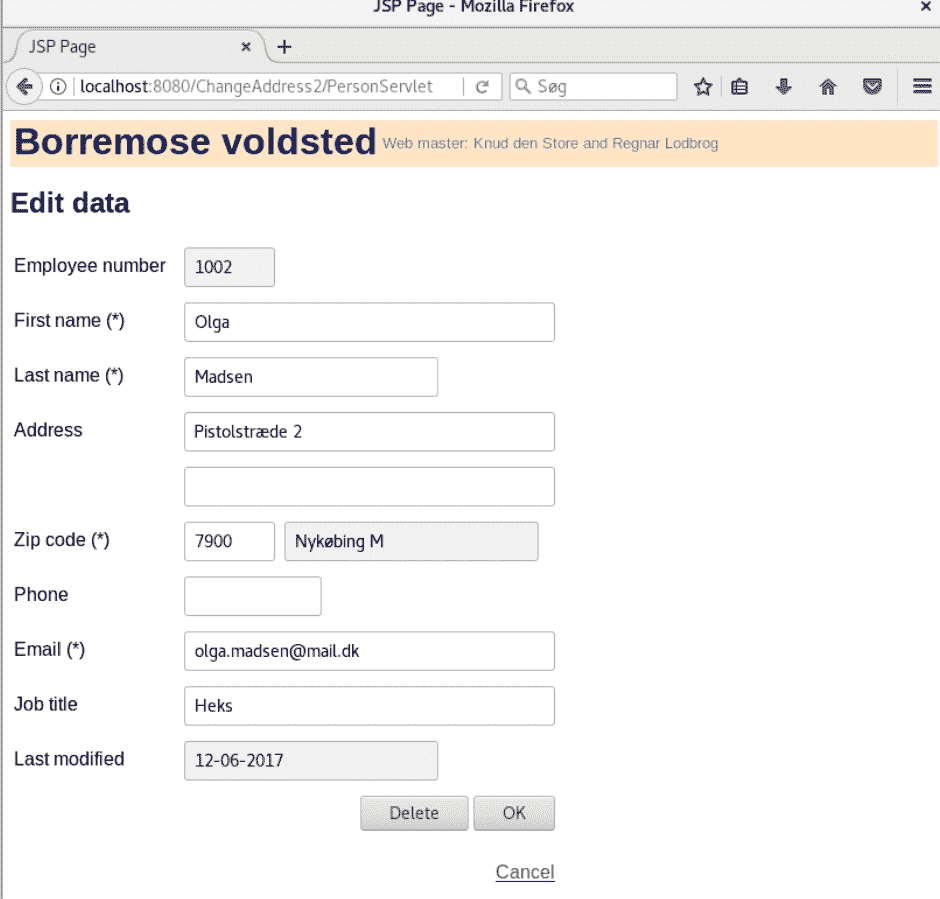 JSP Page - Mozilla Firefox
JSP Page
localhost:8080/ChangeAddress2/PersonServlet
Søg
Borremose voldsted Web master: Knud den Store and Regnar Lodbrog
Edit data
Employee number 1002
First name (*) Olga
Last name (*) Madsen
Address Pistolstræde 2
Zip code (*) 7900 Nykøbing M
Phone
Email (*) olga.madsen@mail.dk
Job title Heks
Last modified 12-06-2017
Delete OK
Cancel